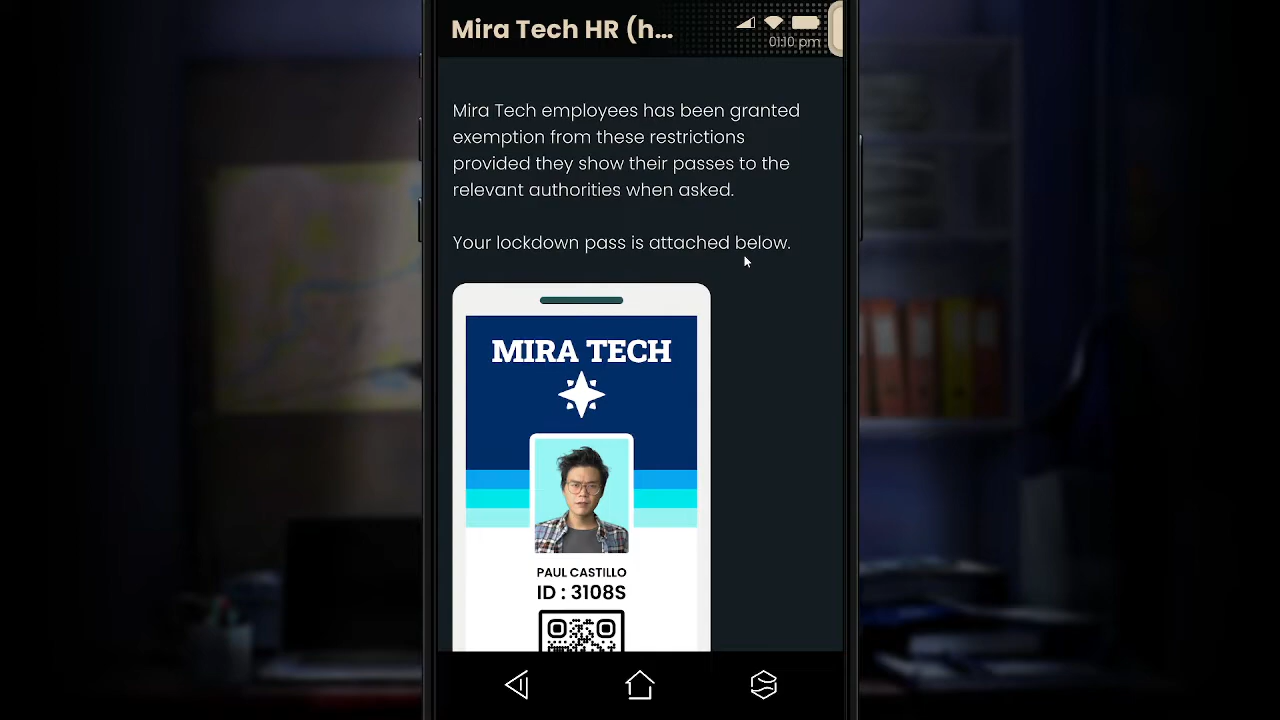 Mira Tech HR (h...
01:10 pm
Mira Tech employees has been granted
exemption from these restrictions
provided they show their passes to the
relevant authorities when asked.
Your lockdown pass is attached below.
MIRA TECH
PAUL CASTILLO
ID : 3108S